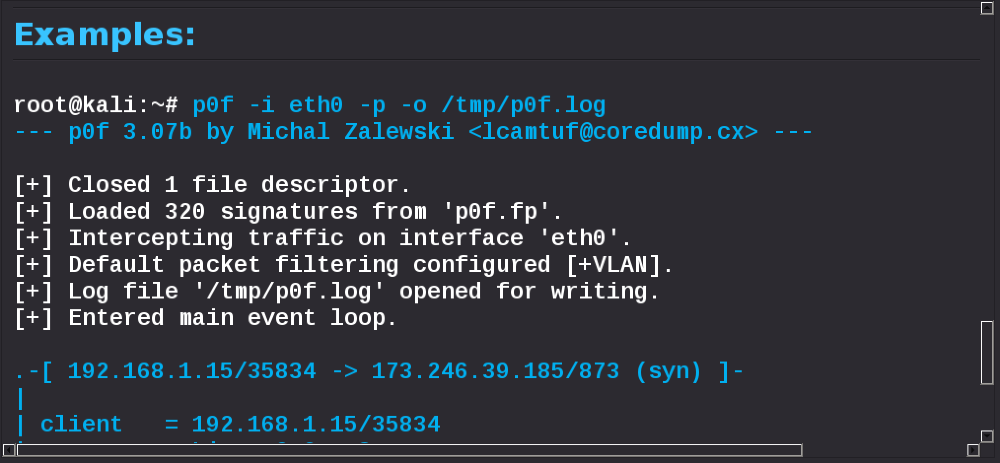 Examples:
root@kali:~# p0f -i eth0 -p -o /tmp/p0f.log
--- p0f 3.07b by Michal Zalewski <lcamtuf@coredump.cx> ---
[+] Closed 1 file descriptor.
[+] Loaded 320 signatures from 'p0f.fp'.
[+] Intercepting traffic on interface 'eth0'.
[+] Default packet filtering configured [+VLAN].
[+] Log file '/tmp/p0f.log' opened for writing.
[+] Entered main event loop.
.-[ 192.168.1.15/35834 -> 173.246.39.185/873 (syn) ]-
|
| client   = 192.168.1.15/35834